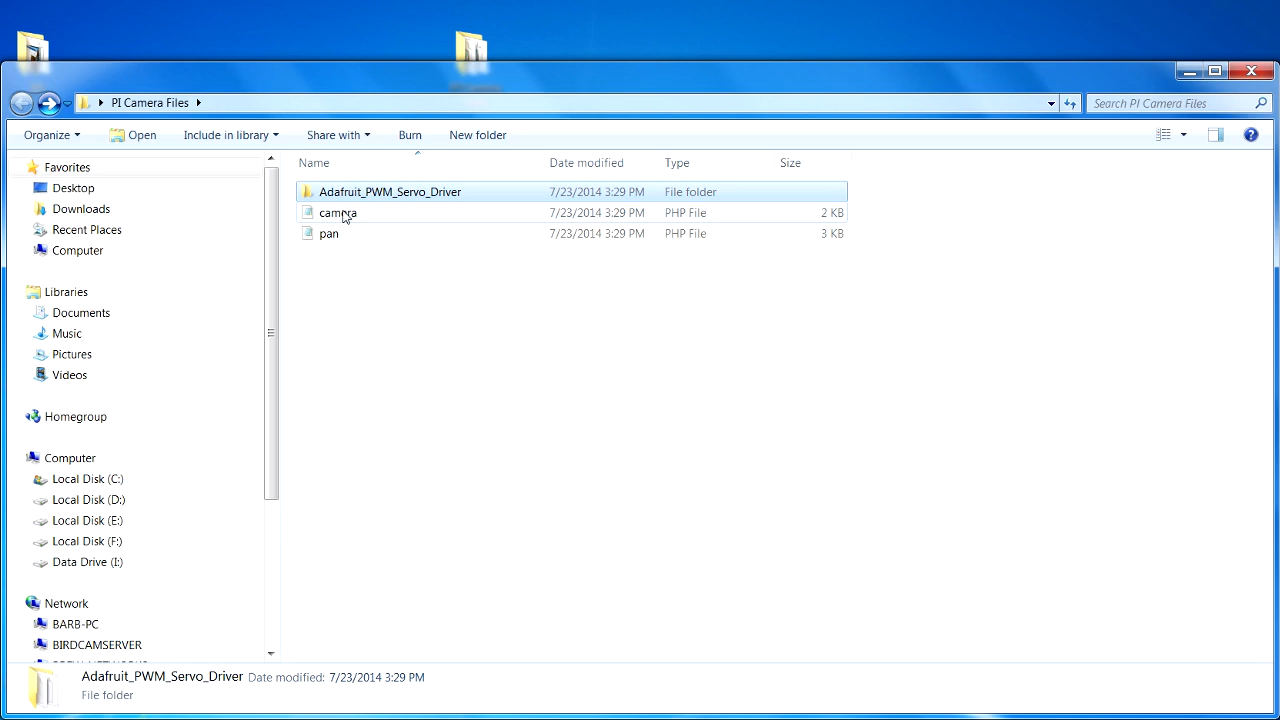 PI Camera Files
Search PI Camera Files
Organize Open Include in library Share with Burn New folder
Name Date modified Type Size
Adafruit_PWM_Servo_Driver 7/23/2014 3:29 PM File folder
camera 7/23/2014 3:29 PM PHP File 2 KB
pan 7/23/2014 3:29 PM PHP File 3 KB
Favorites
Desktop
Downloads
Recent Places
Computer
Libraries
Documents
Music
Pictures
Videos
Homegroup
Computer
Local Disk (C:)
Local Disk (D:)
Local Disk (E:)
Local Disk (F:)
Data Drive (I:)
Network
BARB-PC
BIRDCAMSERVER
Adafruit_PWM_Servo_Driver Date modified: 7/23/2014 3:29 PM
File folder